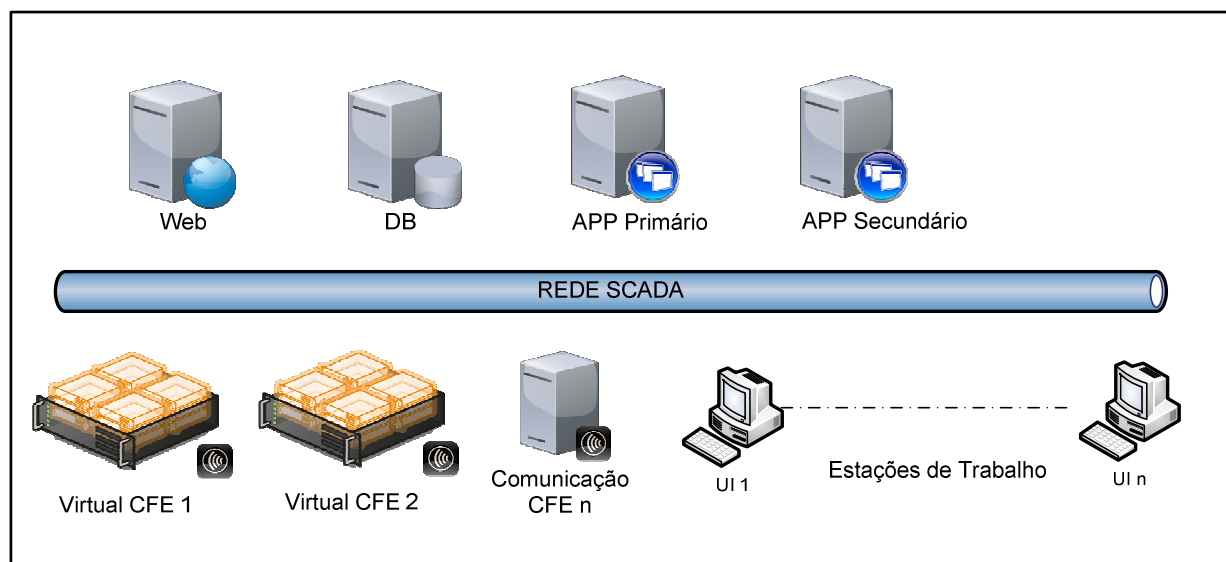 Web
DB
APP Primário
APP Secundário
REDE SCADA
Virtual CFE 1
Virtual CFE 2
Comunicação
CFE n
UI 1
Estações de Trabalho
UI n